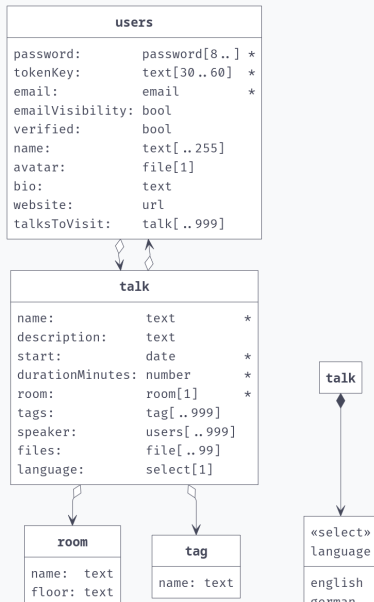 users
password: password[8..] *
tokenKey: text[30..60] *
email: email *
emailVisibility: bool
verified: bool
name: text[..255]
avatar: file[1]
bio: text
website: url
talksToVisit: talk[..999]
talk
name: text *
description: text
start: date *
durationMinutes: number *
room: room[1] *
tags: tag[..999]
speaker: users[..999]
files: file[..99]
language: select[1]
talk
room
name: text
floor: text
tag
name: text
«select»
language
english
german